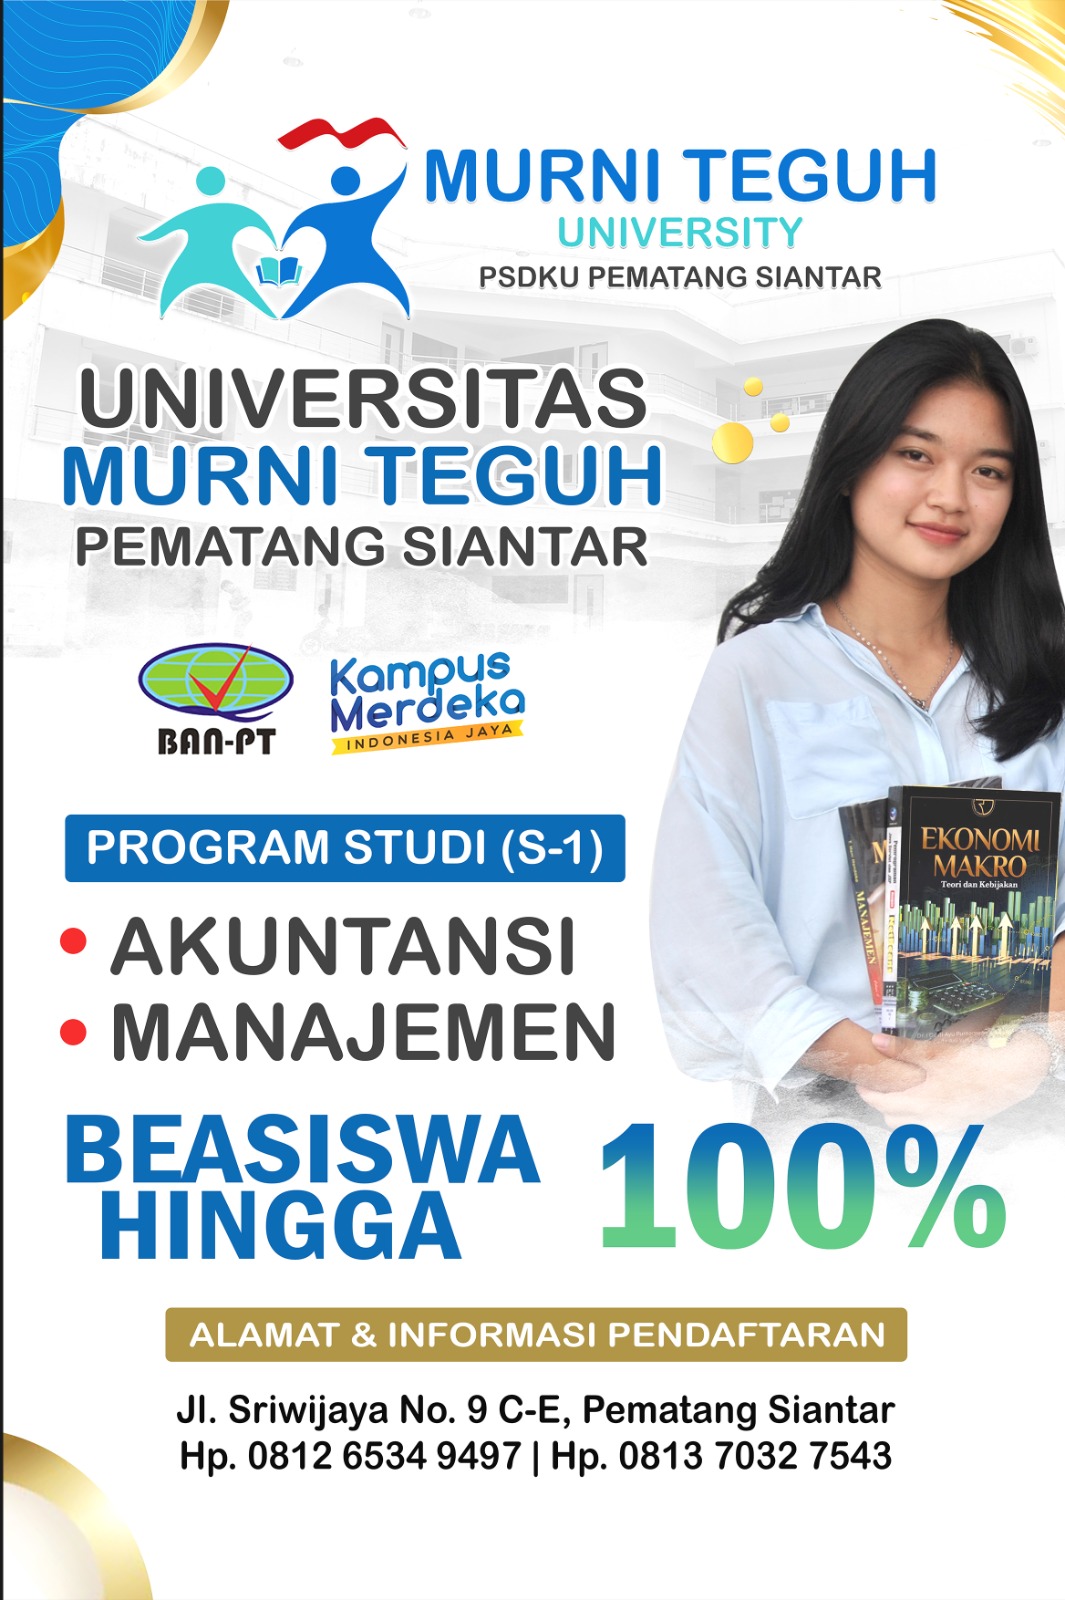 MURNI TEGUH
UNIVERSITY
PSDKU PEMATANG SIANTAR
UNIVERSITAS
MURNI TEGUH
PEMATANG SIANTAR
BAN-PT
Kampus
Merdeka
INDONESIA JAYA
PROGRAM STUDI (S-1)
• AKUNTANSI
• MANAJEMEN
EKONOMI
MAKRO
Teori dan Kebijakan
MANAJEMEN
BEASISWA
HINGGA
100%
ALAMAT & INFORMASI PENDAFTARAN
Jl. Sriwijaya No. 9 C-E, Pematang Siantar
Hp. 0812 6534 9497 | Hp. 0813 7032 7543